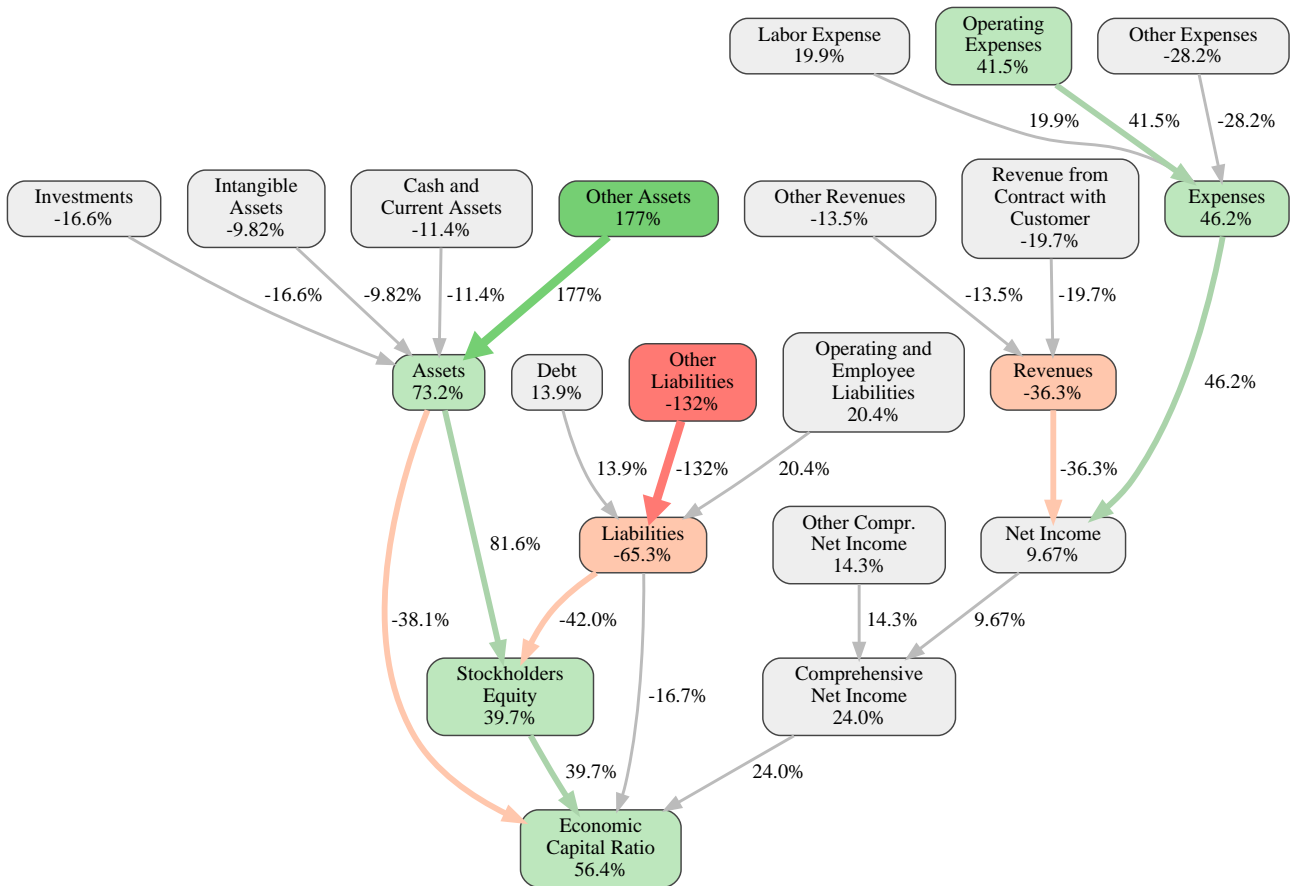 Labor Expense
19.9%
Operating
Expenses
41.5%
Other Expenses
-28.2%
19.9%
41.5%
-28.2%
Investments
-16.6%
Intangible
Assets
-9.82%
Cash and
Current Assets
-11.4%
Other Assets
177%
Other Revenues
-13.5%
Revenue from
Contract with
Customer
-19.7%
Expenses
46.2%
-16.6%
-9.82%
-11.4%
177%
-13.5%
-19.7%
Assets
73.2%
Debt
13.9%
Other
Liabilities
-132%
Operating and
Employee
Liabilities
20.4%
Revenues
-36.3%
46.2%
13.9%
-132%
20.4%
-36.3%
81.6%
Liabilities
-65.3%
Other Compr.
Net Income
14.3%
Net Income
9.67%
-38.1%
-42.0%
14.3%
9.67%
Stockholders
Equity
39.7%
-16.7%
Comprehensive
Net Income
24.0%
39.7%
24.0%
Economic
Capital Ratio
56.4%